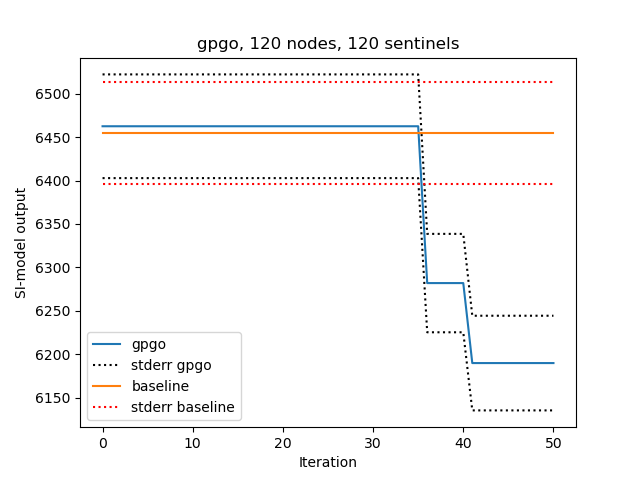 gpgo, 120 nodes, 120 sentinels
SI-model output
6500
6450
6400
6350
6300
6250
6200
6150
gpgo
stderr gpgo
baseline
stderr baseline
0 10 20 30 40 50
Iteration